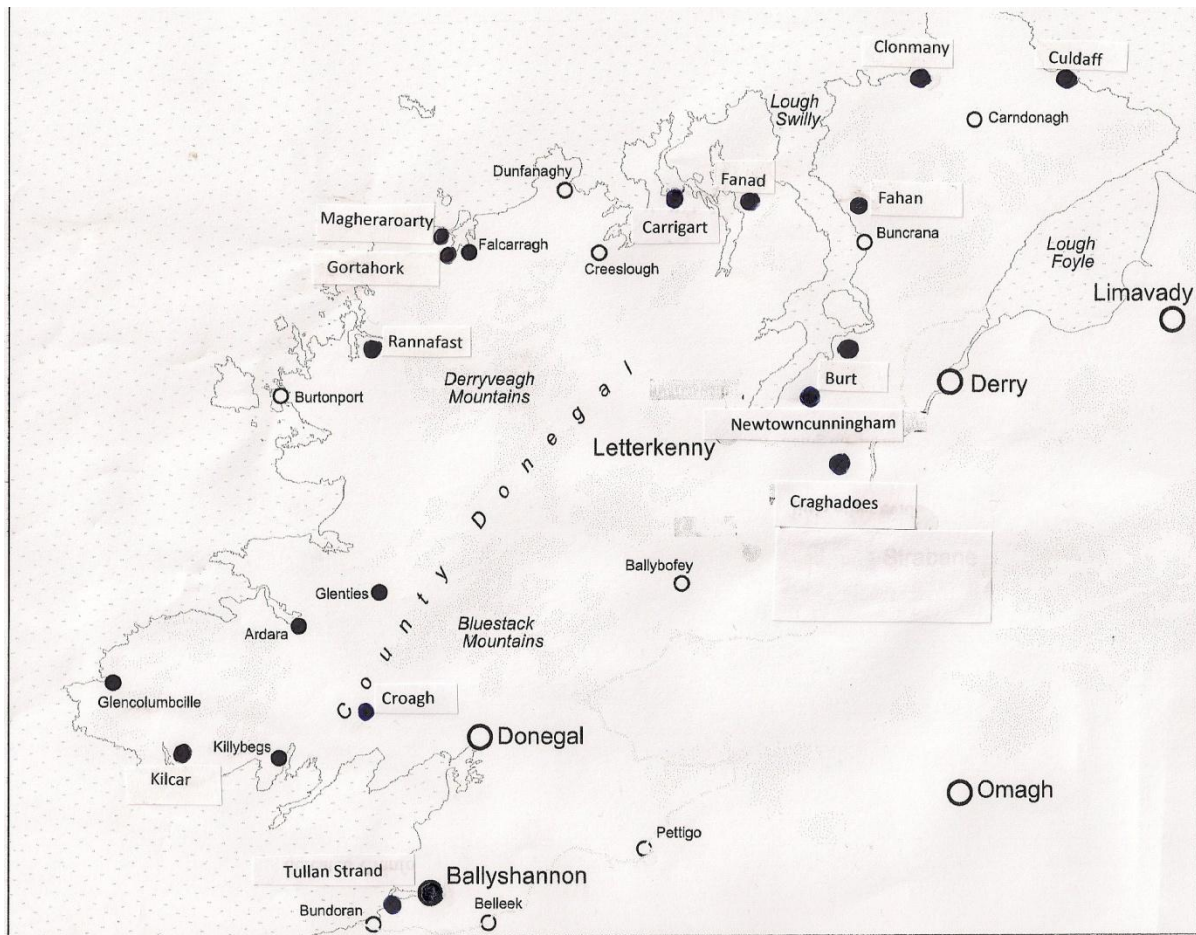 Clonmany
Culdaff
Lough
Swilly
Carndonagh
Dunfanaghy
Fanad
Fahan
Magheraroarty
Carrigart
Falcarragh
Buncrana
Gortahork
Creeslough
Lough
Foyle
Limavady
Rannafast
Derryveagh
Mountains
Burt
Derry
Burtonport
Newtowncunningham
Letterkenny
Craghadoes
County Donegal
Strabane
Ballybofey
Glenties
Ardara
Bluestack
Mountains
Glencolumbcille
Croagh
Donegal
Killybegs
Kilcar
Omagh
Pettigo
Tullan Strand
Ballyshannon
Bundoran
Belleek